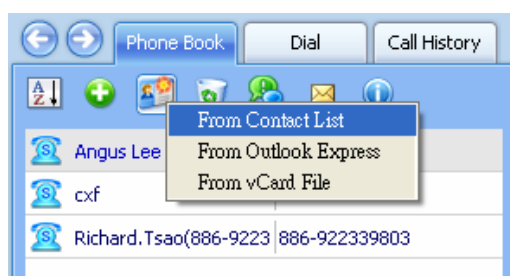 Phone Book Dial Call History
From Contact List
Angus Lee From Outlook Express
cxf From vCard File
Richard.Tsao(886-9223 886-922339803